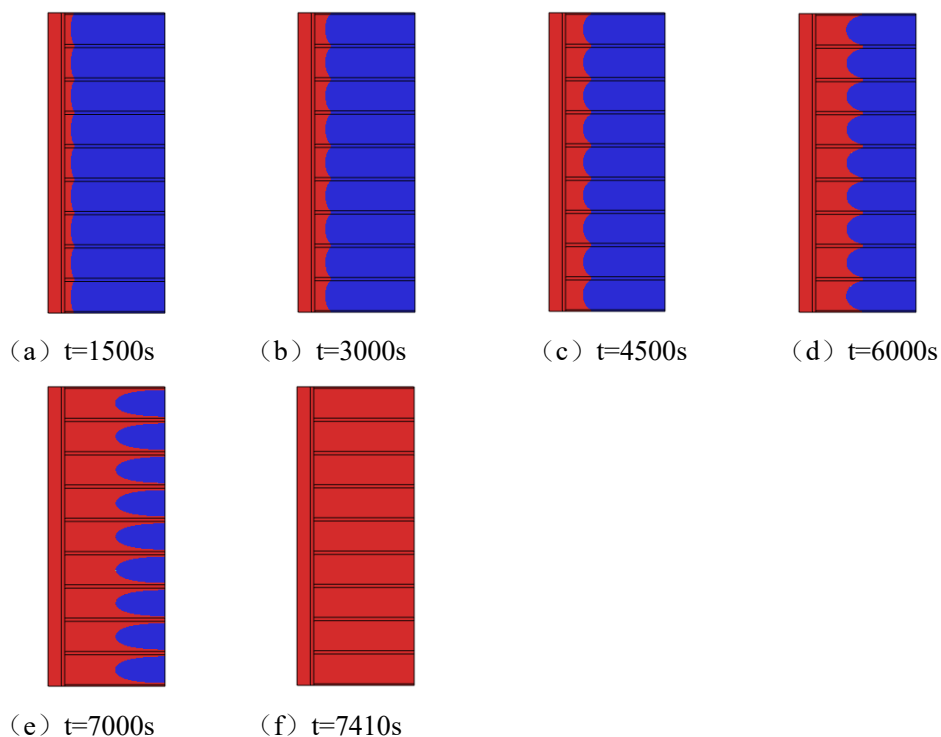 （a）t=1500s
（b）t=3000s
（c）t=4500s
（d）t=6000s
（e）t=7000s
（f）t=7410s